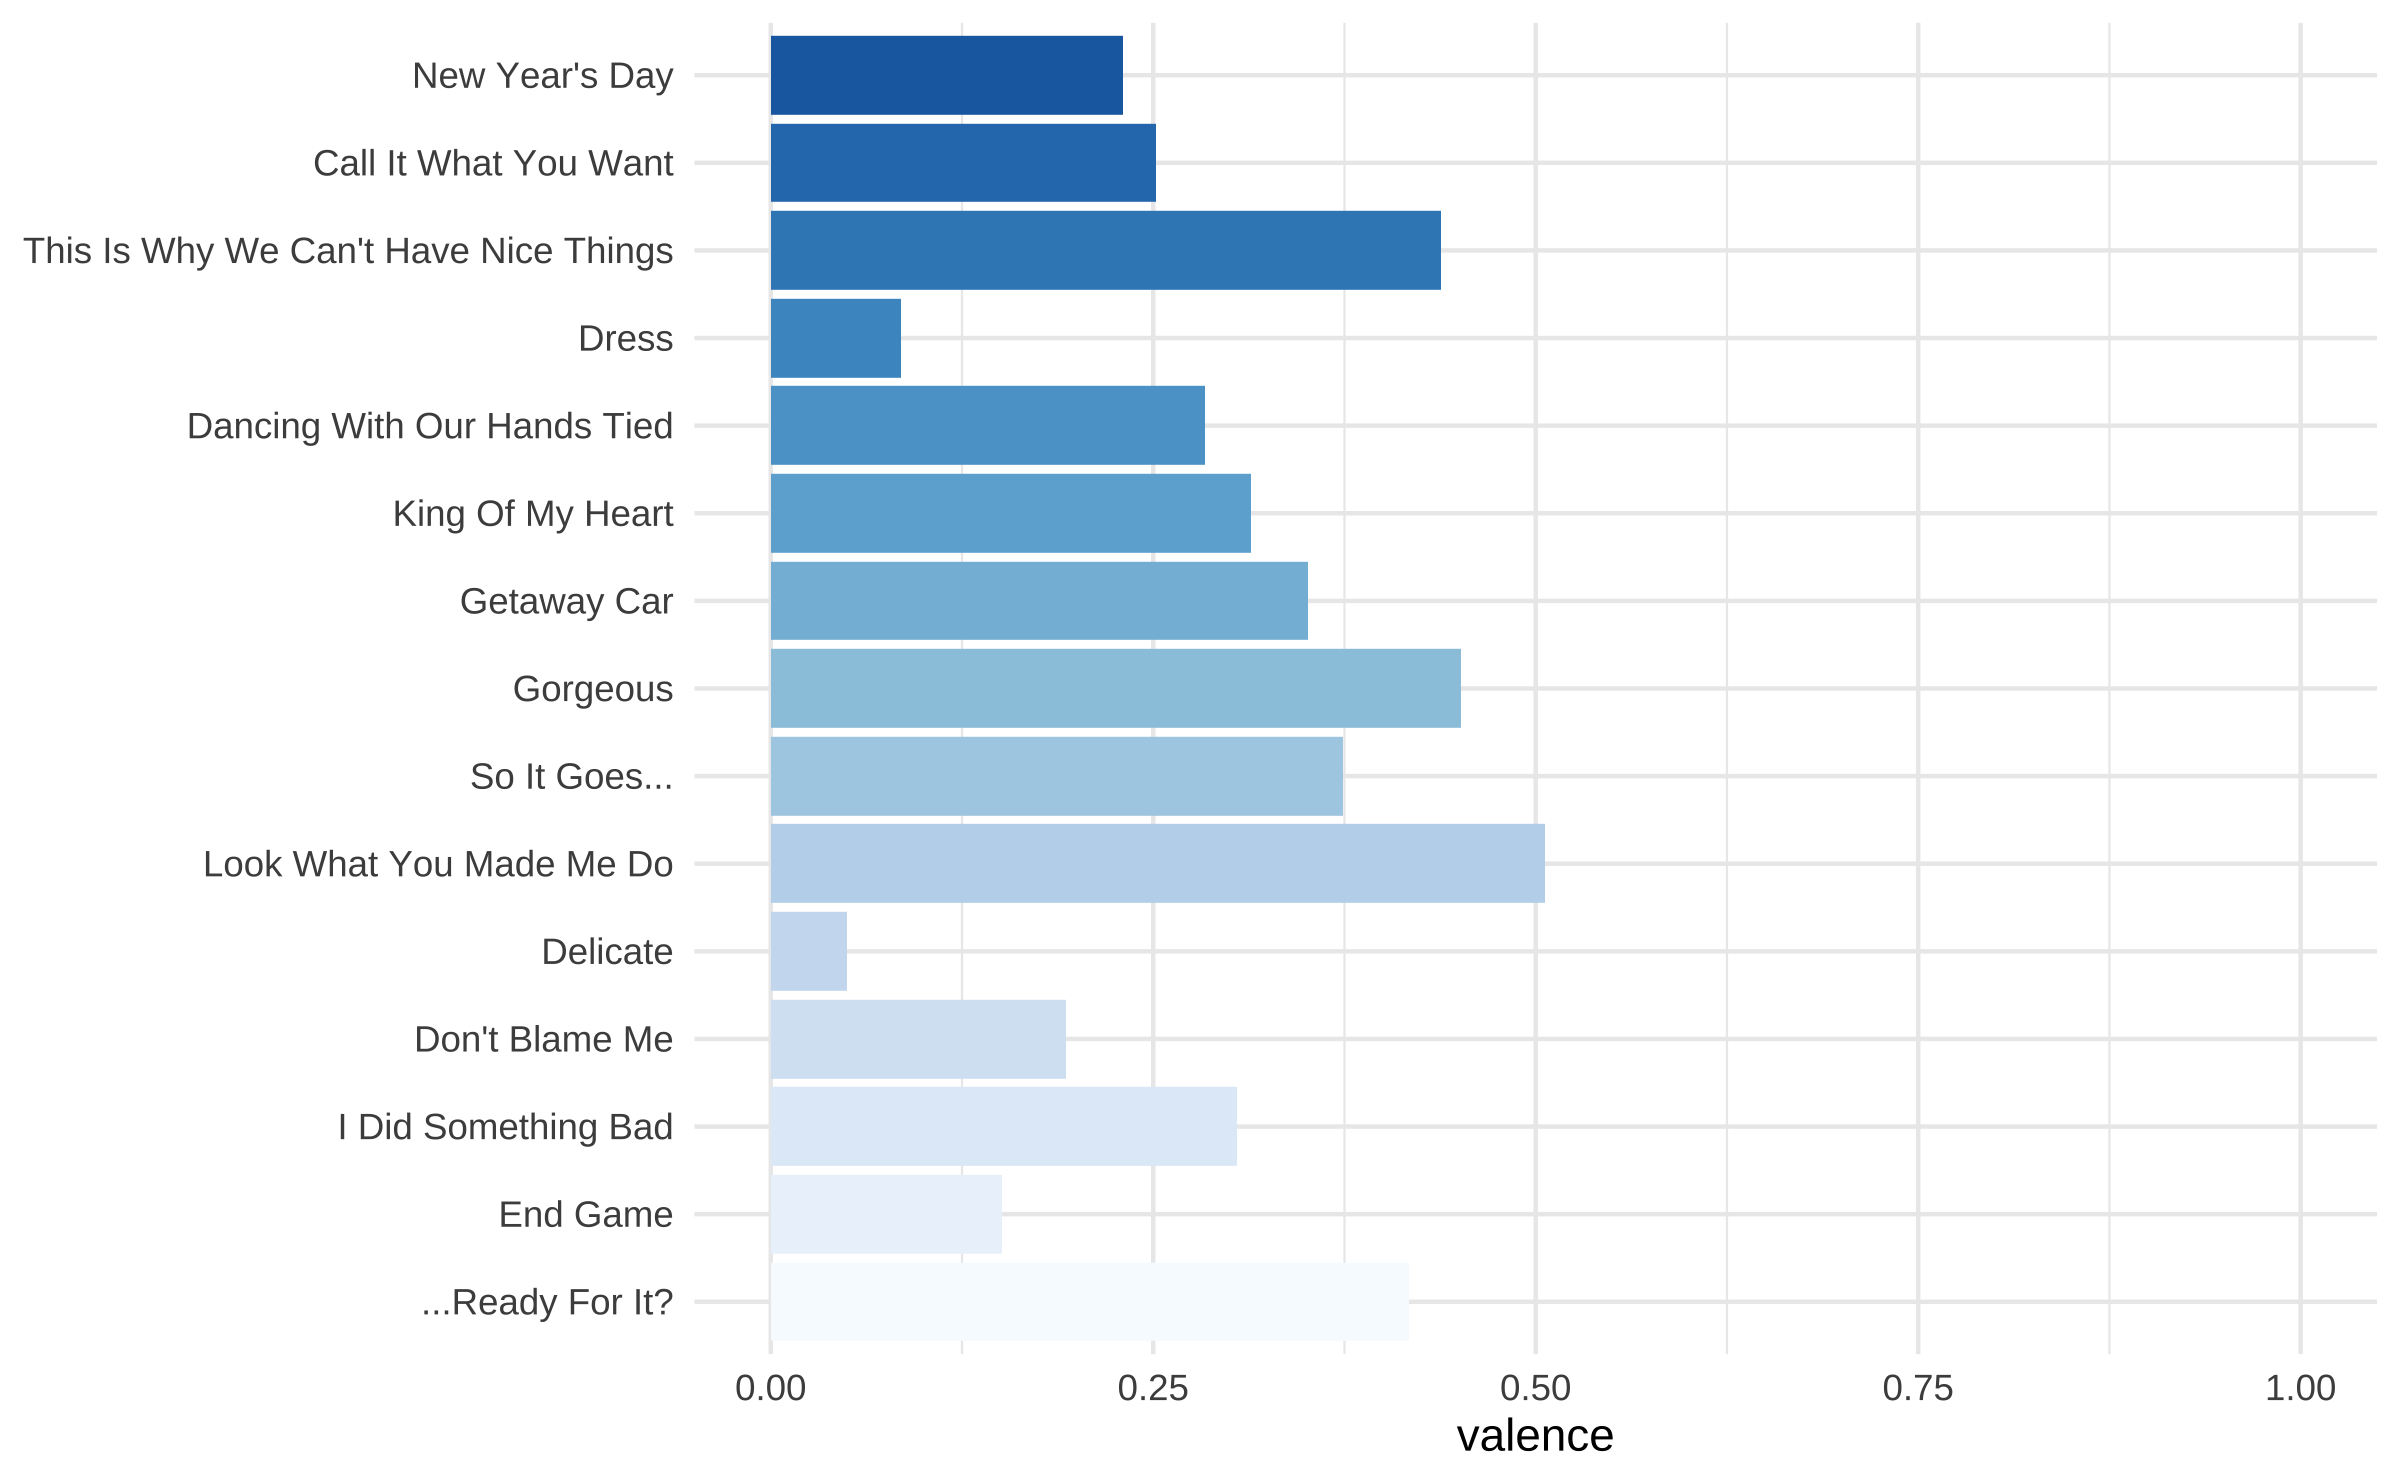 New Year's Day
Call It What You Want
This Is Why We Can't Have Nice Things
Dress
Dancing With Our Hands Tied
King Of My Heart
Getaway Car
Gorgeous
So It Goes...
Look What You Made Me Do
Delicate
Don't Blame Me
I Did Something Bad
End Game
...Ready For It?
0.00 0.25 0.50 0.75 1.00
valence